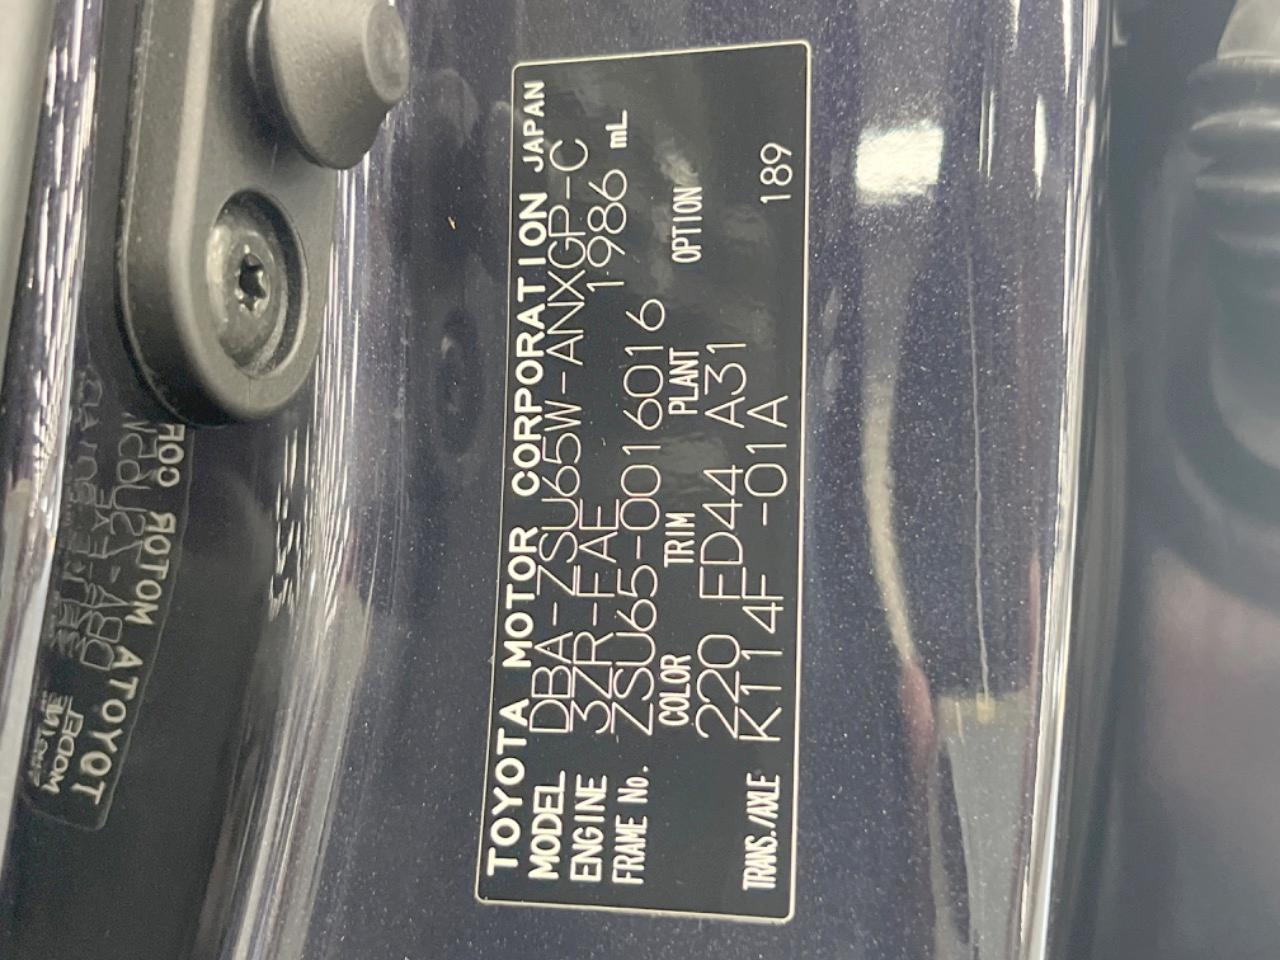 TOYOTA MOTOR CORPORATION JAPAN
MODEL DBA-ZSU65W-ANXGP-C
ENGINE 3ZR-FAE 1986 mL
FRAME No. ZSU65-0016016
COLOR TRIM PLANT OPTION
220 FD44 A31
TRANS./AXLE K114F -01A 189